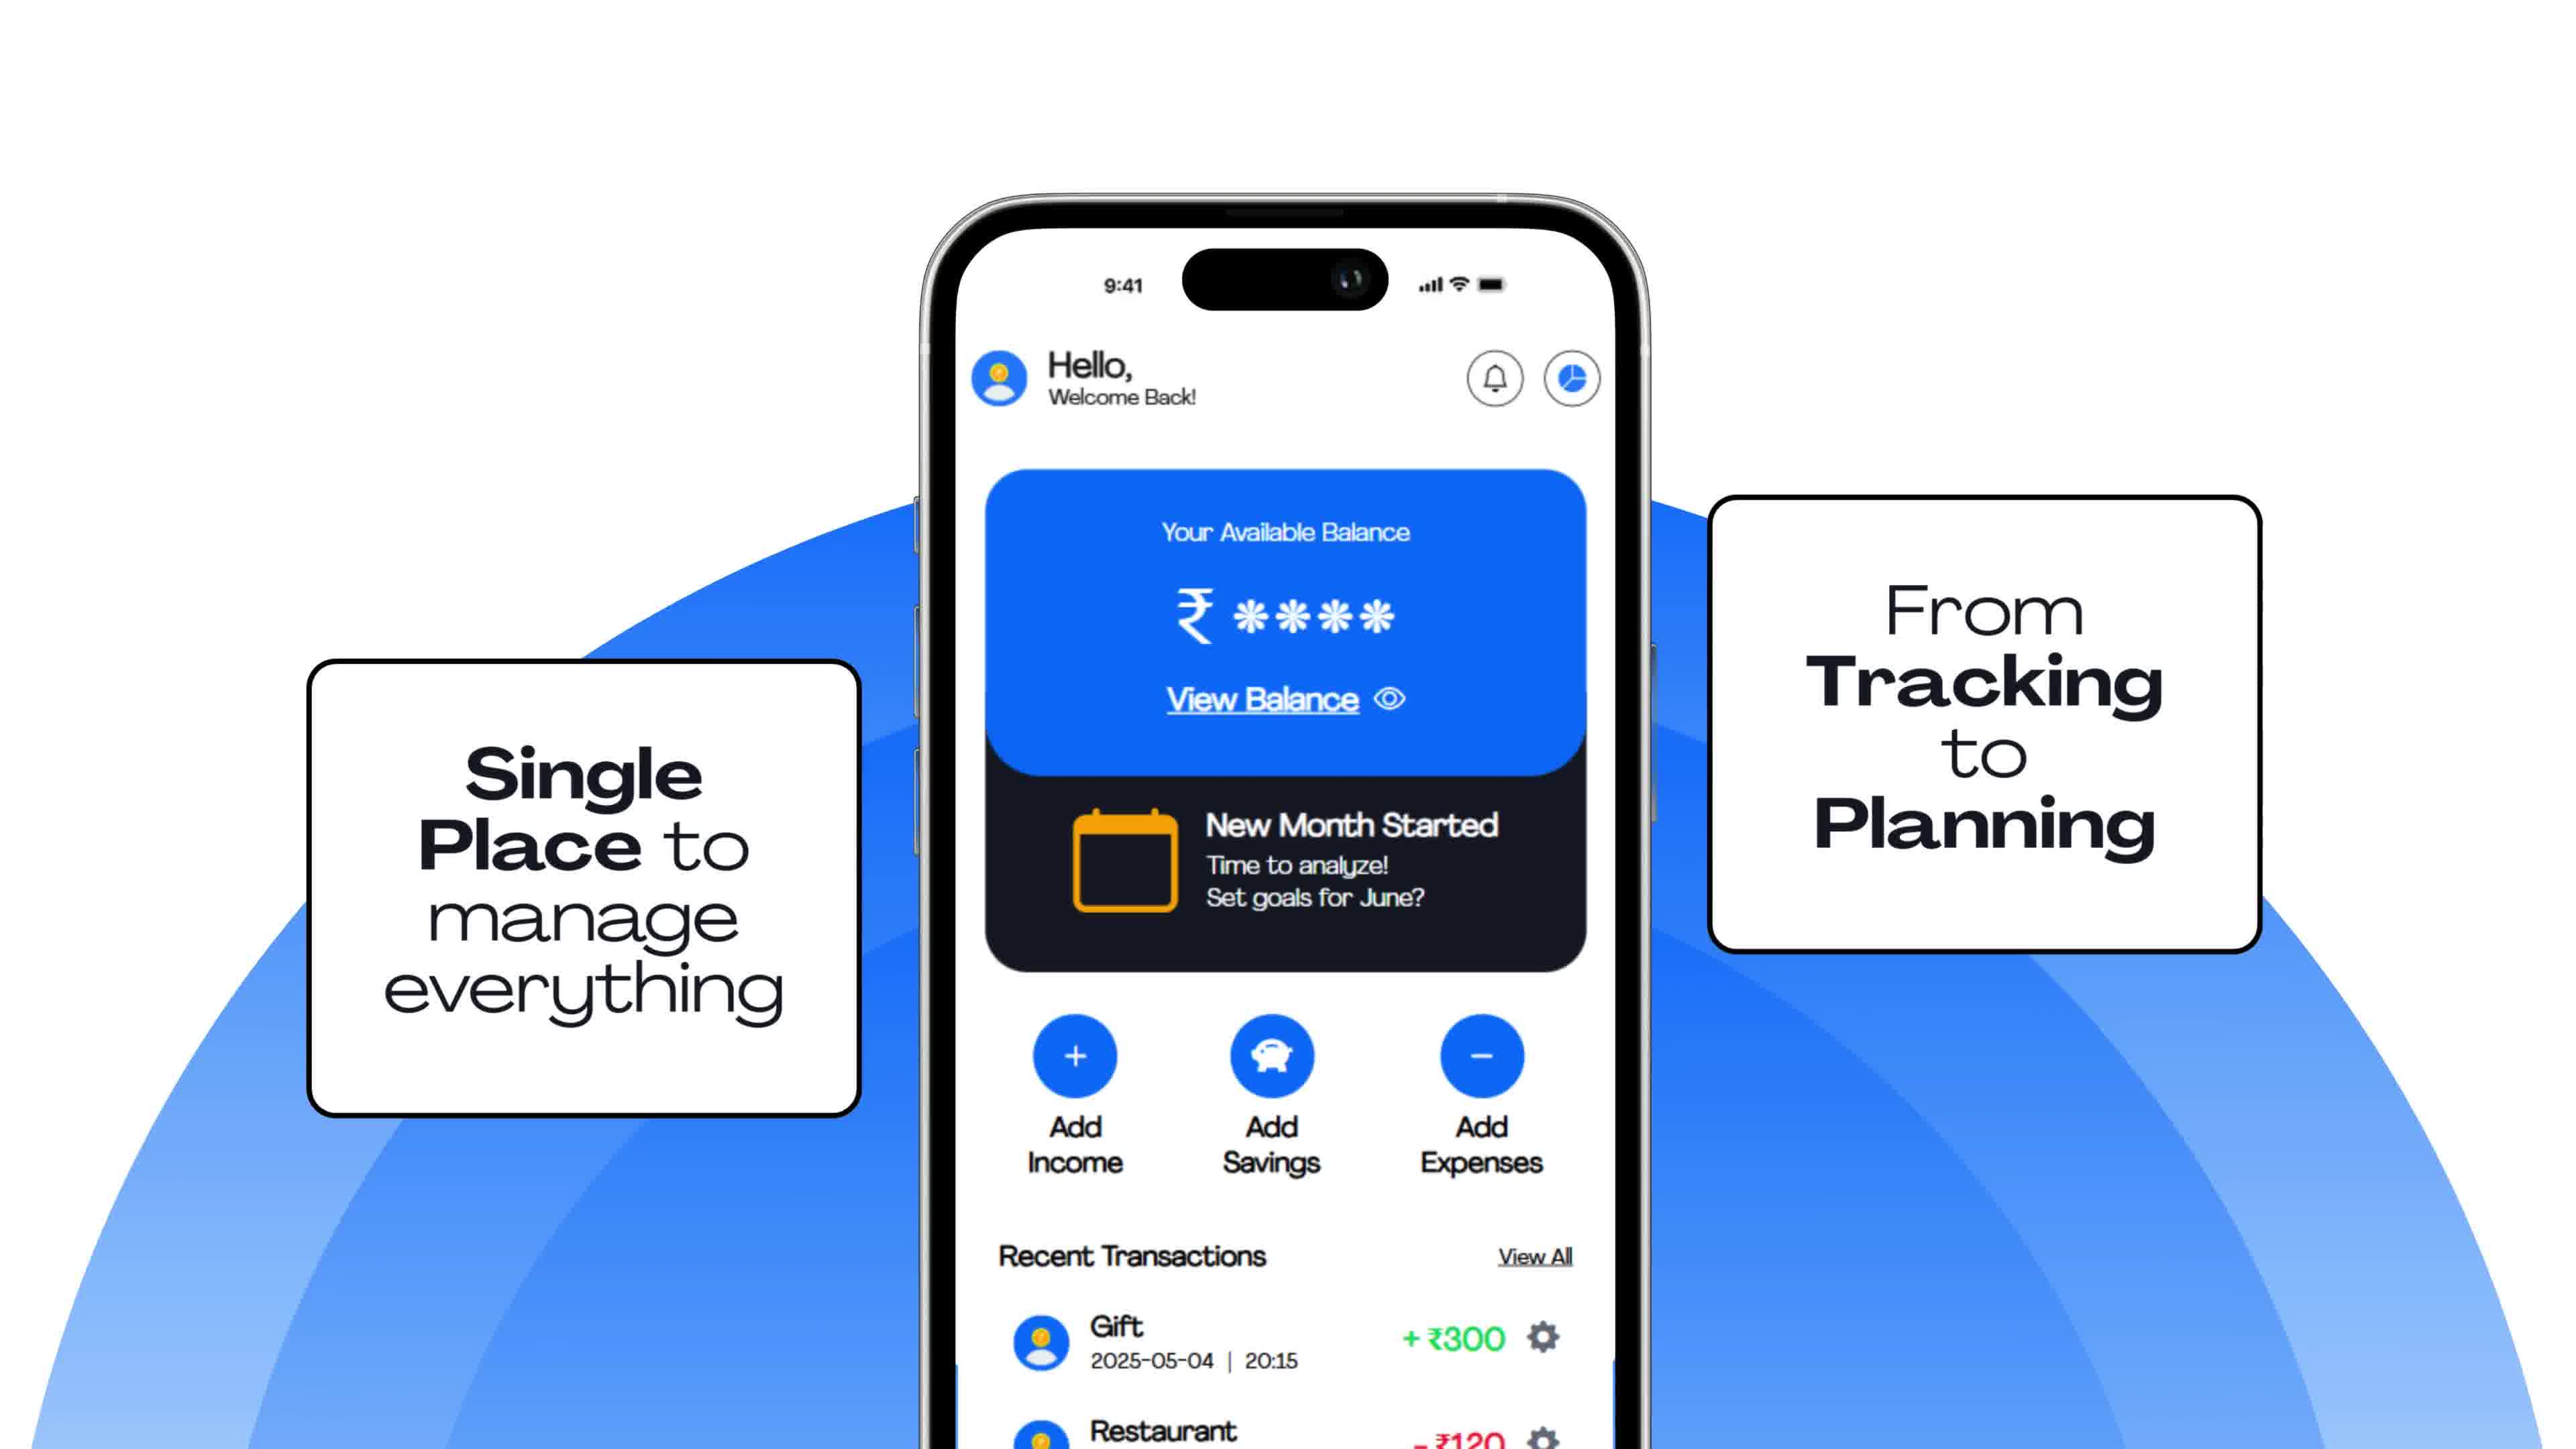 9:41
Hello,
Welcome Back!
Your Available Balance
₹ ****
View Balance
New Month Started
Time to analyze!
Set goals for June?
Add
Income
Add
Savings
Add
Expenses
Recent Transactions
View All
Gift
2025-05-04 | 20:15
+ ₹300
Restaurant
- ₹120
Single
Place to
manage
everything
From
Tracking
to
Planning